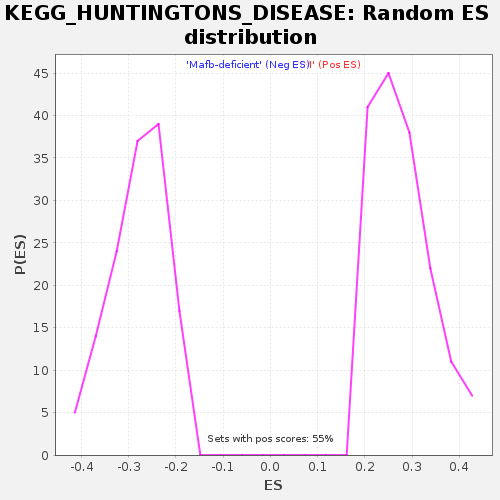 KEGG_HUNTINGTONS_DISEASE: Random ES
distribution
'Mafb-deficient' (Neg ES)
(Pos ES)
45
40
35
30
25
20
15
10
5
0
P(ES)
Sets with pos scores: 55%
-0.4 -0.3 -0.2 -0.1 0.0 0.1 0.2 0.3 0.4
ES